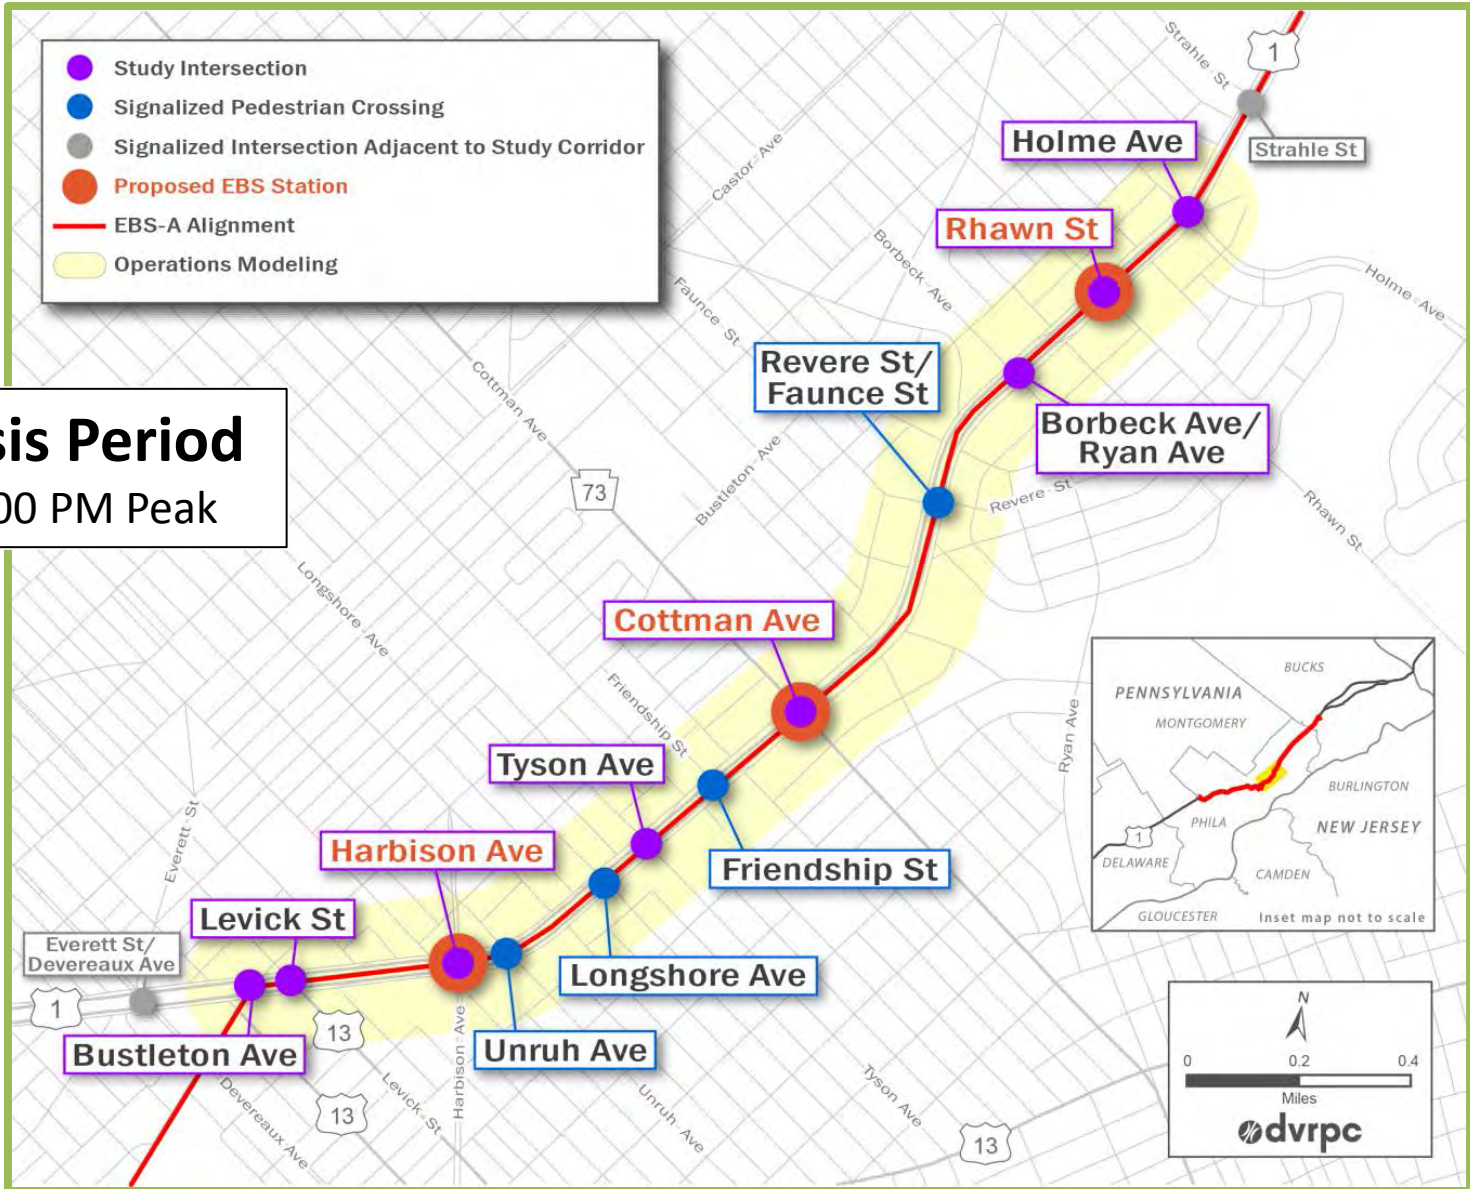 Study Intersection
Signalized Pedestrian Crossing
Signalized Intersection Adjacent to Study Corridor
Proposed EBS Station
EBS-A Alignment
Operations Modeling
Strahle St
1
Strahle St
Holme Ave
Castor Ave
Rhawn St
Borbeck Ave
Holme Ave
Faunce St
Revere St/
Faunce St
Cottman Ave
sis Period
00 PM Peak
Borbeck Ave/
Ryan Ave
73
Bustleton Ave
Revere St
Rhawn St
Longshore Ave
Cottman Ave
Friendship St
Ryan Ave
BUCKS
PENNSYLVANIA
MONTGOMERY
BURLINGTON
PHILA
NEW JERSEY
1
DELAWARE
CAMDEN
GLOUCESTER
Inset map not to scale
Tyson Ave
Everett St
Harbison Ave
Friendship St
Levick St
Everett St/
Devereaux Ave
Longshore Ave
1
13
Bustleton Ave
Unruh Ave
Harbison Ave
Devereaux Ave
13
Levick St
Unruh Ave
Tyson Ave
13
N
0 0.2 0.4
Miles
dvrpc